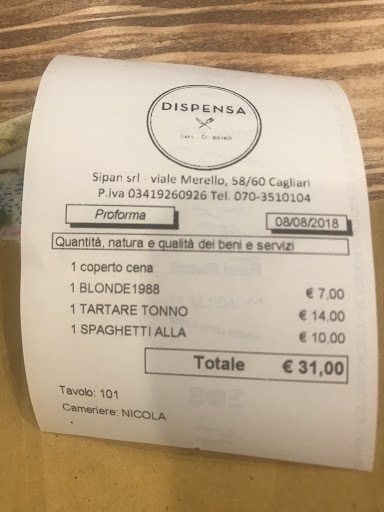 DISPENSA
Sipan srl - viale Merello, 58/60 Cagliari
P.iva 03419260926 Tel. 070-3510104
Proforma 08/08/2018
Quantità, natura e qualità dei beni e servizi
1 coperto cena
1 BLONDE1988 € 7,00
1 TARTARE TONNO € 14,00
1 SPAGHETTI ALLA € 10,00
Totale € 31,00
Tavolo: 101
Cameriere: NICOLA